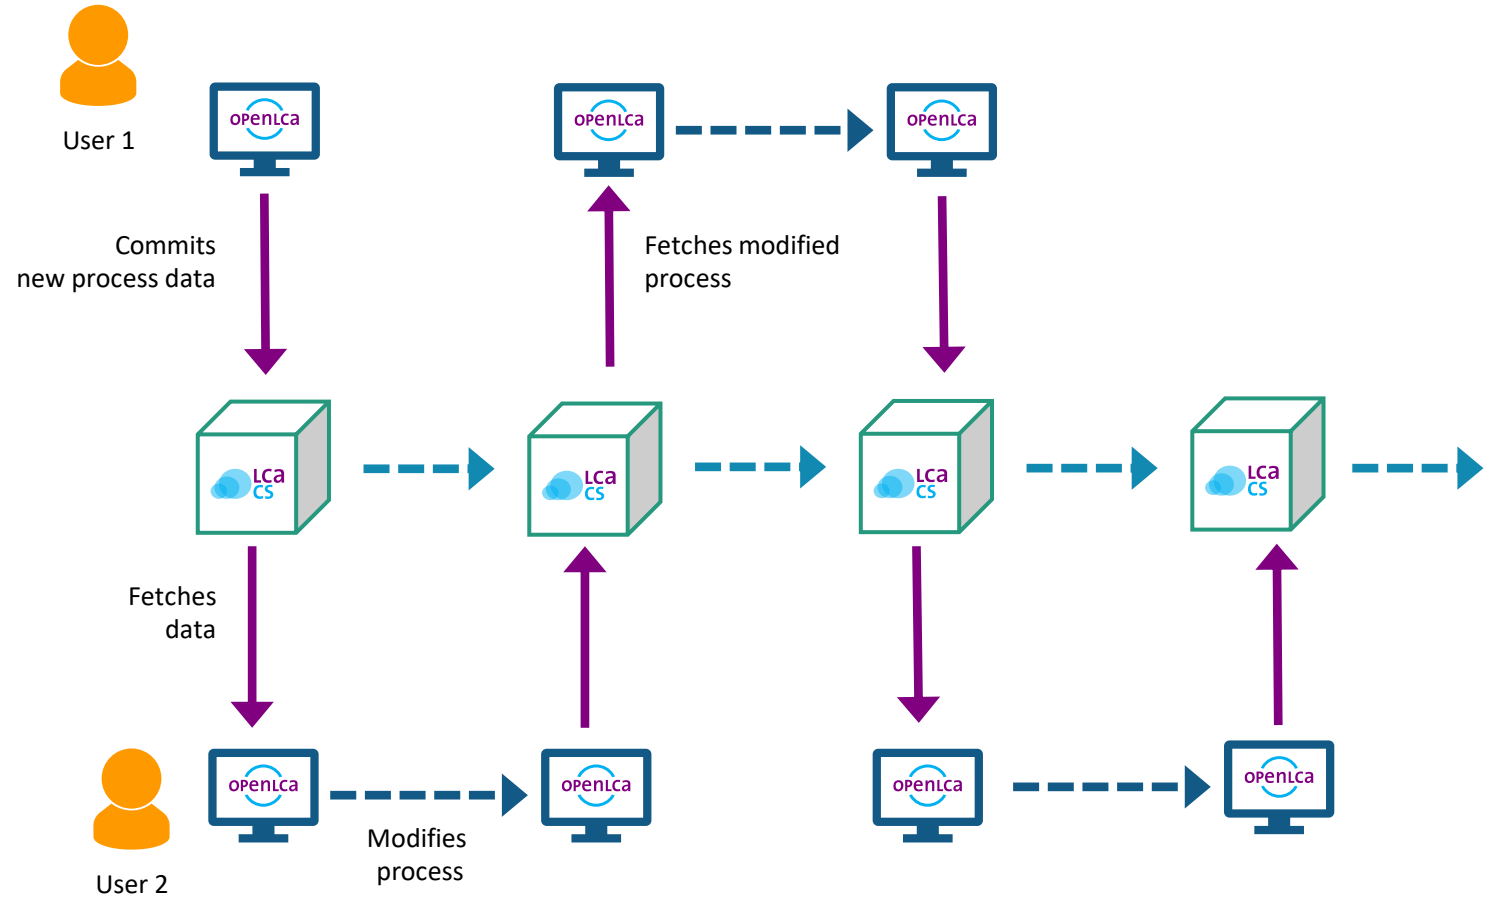 User 1
openLCa
openLCa
openLCa
Commits
new process data
Fetches modified
process
LCa
CS
LCa
CS
LCa
CS
LCa
CS
Fetches
data
User 2
openLCa
openLCa
openLCa
openLCa
Modifies
process